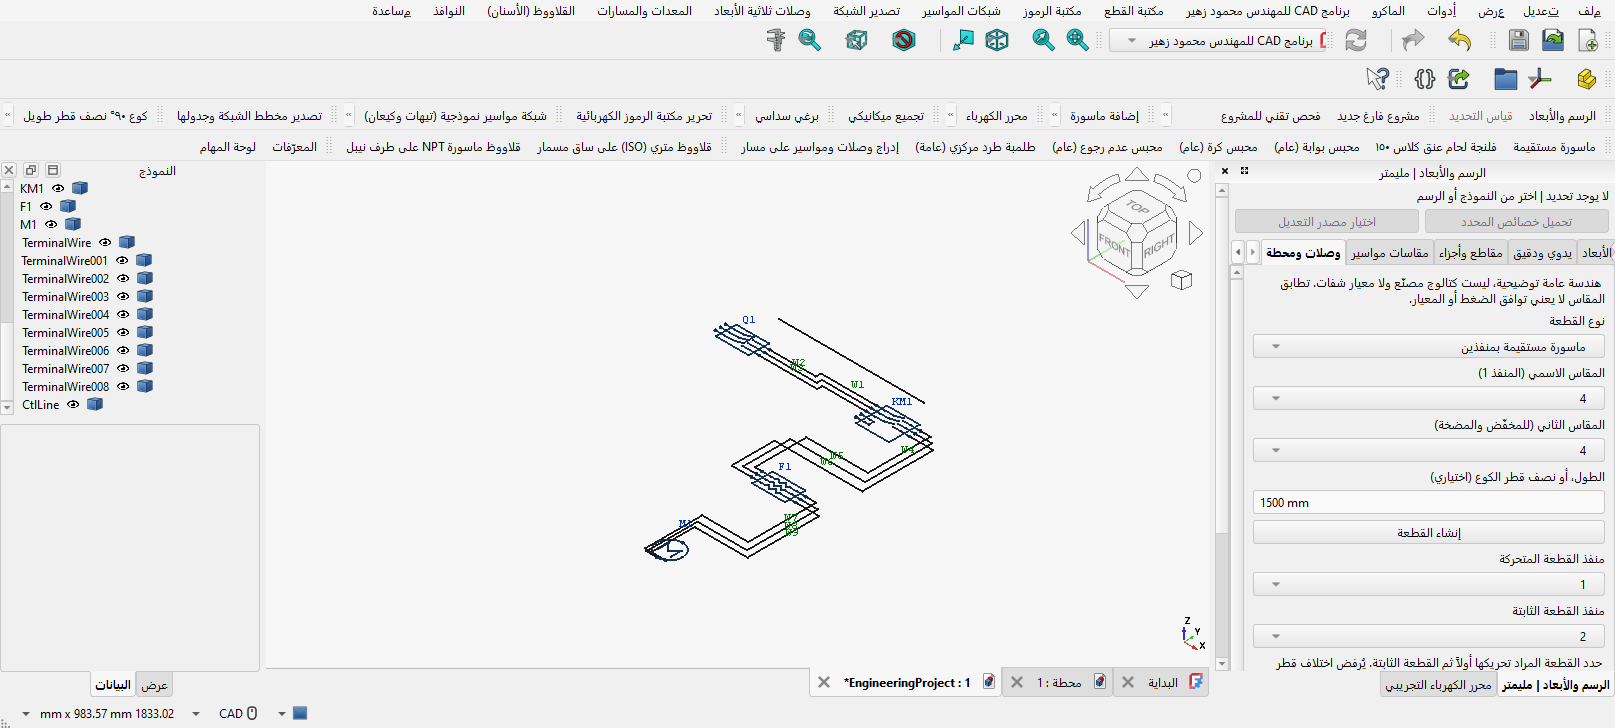 ملف
عرض
تعديل
أدوات
الماكرو
برنامج CAD للمهندس محمود زهير
مكتبة القطع
مكتبة الرموز
شبكات المواسير
تصدير الشبكة
وصلات ثلاثية الأبعاد
المعدات والمسارات
القلاووظ (الأسنان)
النوافذ
مساعدة
برنامج CAD للمهندس محمود زهير
الرسم والأبعاد
قياس التحديد
مشروع فارغ جديد
فحص تقني للمشروع
إضافة ماسورة
محرر الكهرباء
تجميع ميكانيكي
برغي سداسي
تحرير مكتبة الرموز الكهربائية
شبكة مواسير نموذجية (تيهات وكيعان)
تصدير مخطط الشبكة وجدولها
كوع ٩٠° نصف قطر طويل
ماسورة مستقيمة
فلنجة لحام عنق كلاس ١٥٠
محبس بوابة (عام)
محبس كرة (عام)
محبس عدم رجوع (عام)
طلمبة طرد مركزي (عامة)
إدراج وصلات ومواسير على مسار
قلاووظ متري (ISO) على ساق مسمار
قلاووظ ماسورة NPT على طرف نيبل
المعرّفات
لوحة المهام
النموذج
KM1
F1
M1
TerminalWire
TerminalWire001
TerminalWire002
TerminalWire003
TerminalWire004
TerminalWire005
TerminalWire006
TerminalWire007
TerminalWire008
CtlLine
عرض
البيانات
Q1
W2
W1
KM1
W4
W5
W6
F1
W7
W9
TOP
FRONT
RIGHT
Z
Y
X
الرسم والأبعاد | مليمتر
لا يوجد تحديد | اختر من النموذج أو الرسم
تحميل خصائص المحدد
اختيار مصدر التعديل
الأبعاد
يدوي ودقيق
مقاطع وأجزاء
مقاسات مواسير
وصلات ومحطة
هندسة عامة توضيحية، ليست كتالوج مصنّع ولا معيار شفات. تطابق
المقاس لا يعني توافق الضغط أو المعيار.
نوع القطعة
ماسورة مستقيمة بمنفذين
المقاس الاسمي (المنفذ 1)
4
المقاس الثاني (للمخفّض والمضخة)
4
الطول، أو نصف قطر الكوع (اختياري)
1500 mm
إنشاء القطعة
منفذ القطعة المتحركة
1
منفذ القطعة الثابتة
2
حدد القطعة المراد تحريكها أولاً ثم القطعة الثابتة. يُرفض اختلاف قطر
الرسم والأبعاد | مليمتر
محرر الكهرباء التجريبي
البداية
محطة : 1
EngineeringProject : 1*
mm x 983.57 mm 1833.02
CAD